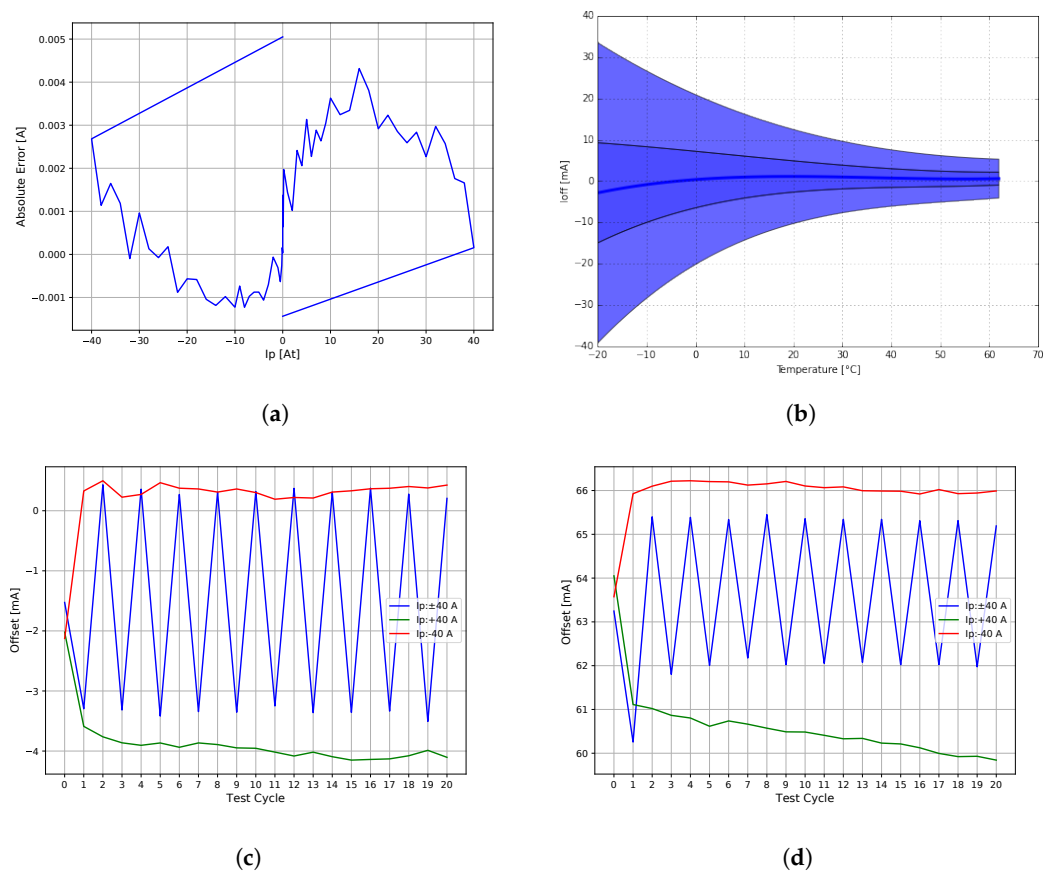 0.005
0.004
0.003
0.002
0.001
0.000
−0.001
Absolute Error [A]
−40 −30 −20 −10 0 10 20 30 40
Ip [At]
(a)
40
30
20
10
0
−10
−20
−30
−40
Ioff [mA]
−20 −10 0 10 20 30 40 50 60 70
Temperature [°C]
(b)
0
−1
−2
−3
−4
Offset [mA]
Ip:±40 A
Ip:+40 A
Ip:-40 A
0 1 2 3 4 5 6 7 8 9 10 11 12 13 14 15 16 17 18 19 20
Test Cycle
(c)
66
65
64
63
62
61
60
Offset [mA]
Ip:±40 A
Ip:+40 A
Ip:-40 A
0 1 2 3 4 5 6 7 8 9 10 11 12 13 14 15 16 17 18 19 20
Test Cycle
(d)